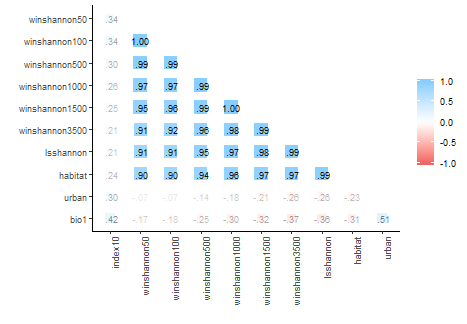 winshannon50 .34
winshannon100 .34 1.00
winshannon500 .30 .99 .99
winshannon1000 .26 .97 .97 .99
winshannon1500 .25 .95 .96 .99 1.00
winshannon3500 .21 .91 .92 .96 .98 .99
lsshannon .21 .91 .91 .95 .97 .98 .99
habitat .24 .90 .90 .94 .96 .97 .97 .99
urban .30 -.07 -.07 -.14 -.18 -.21 -.26 -.26 -.23
bio1 .42 -.17 -.18 -.25 -.30 -.32 -.37 -.36 -.31 .51
index10
winshannon50
winshannon100
winshannon500
winshannon1000
winshannon1500
winshannon3500
lsshannon
habitat
urban
1.0
0.5
0.0
-0.5
-1.0